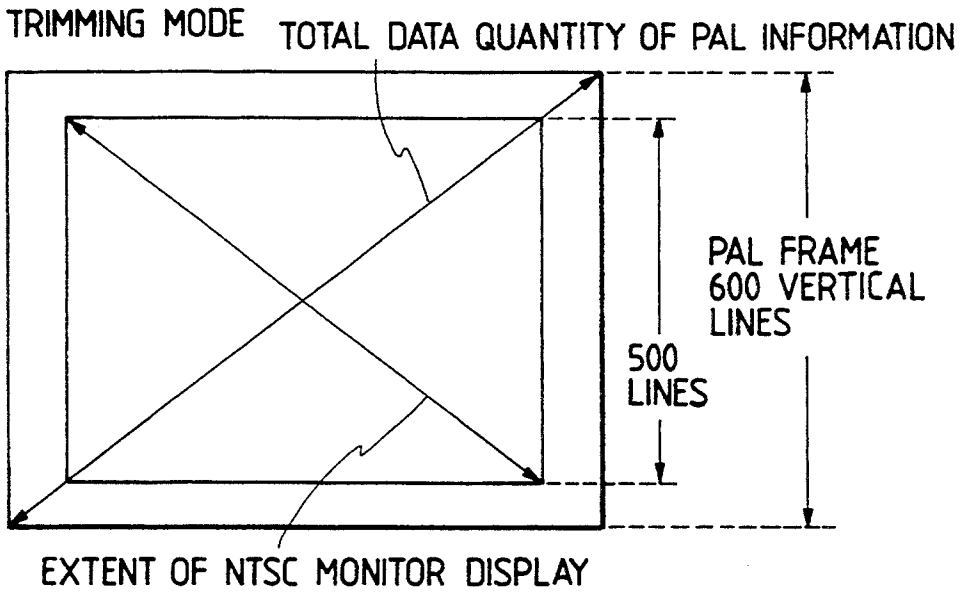 TRIMMING MODE
TOTAL DATA QUANTITY OF PAL INFORMATION
PAL FRAME
600 VERTICAL
LINES
500
LINES
EXTENT OF NTSC MONITOR DISPLAY